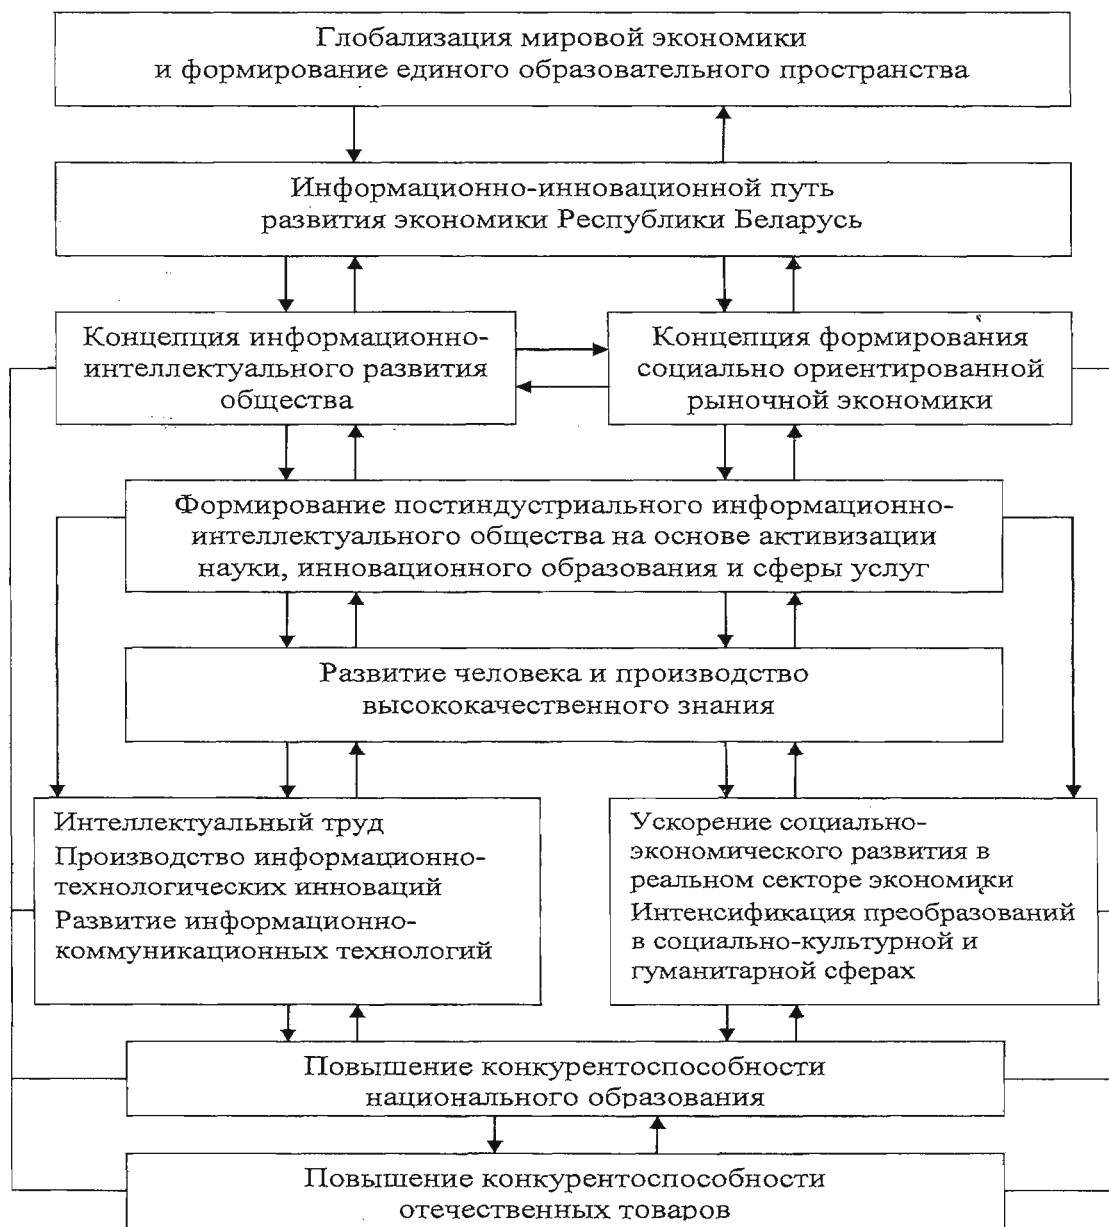 Глобализация мировой экономики
и формирование единого образовательного пространства
Информационно-инновационной путь
развития экономики Республики Беларусь
Концепция информационно-
интеллектуального развития
общества
Концепция формирования
социально ориентированной
рыночной экономики
Формирование постиндустриального информационно-
интеллектуального общества на основе активизации
науки, инновационного образования и сферы услуг
Развитие человека и производство
высококачественного знания
Интеллектуальный труд
Производство информационно-
технологических инноваций
Развитие информационно-
коммуникационных технологий
Ускорение социально-
экономического развития в
реальном секторе экономики
Интенсификация преобразований
в социально-культурной и
гуманитарной сферах
Повышение конкурентоспособности
национального образования
Повышение конкурентоспособности
отечественных товаров